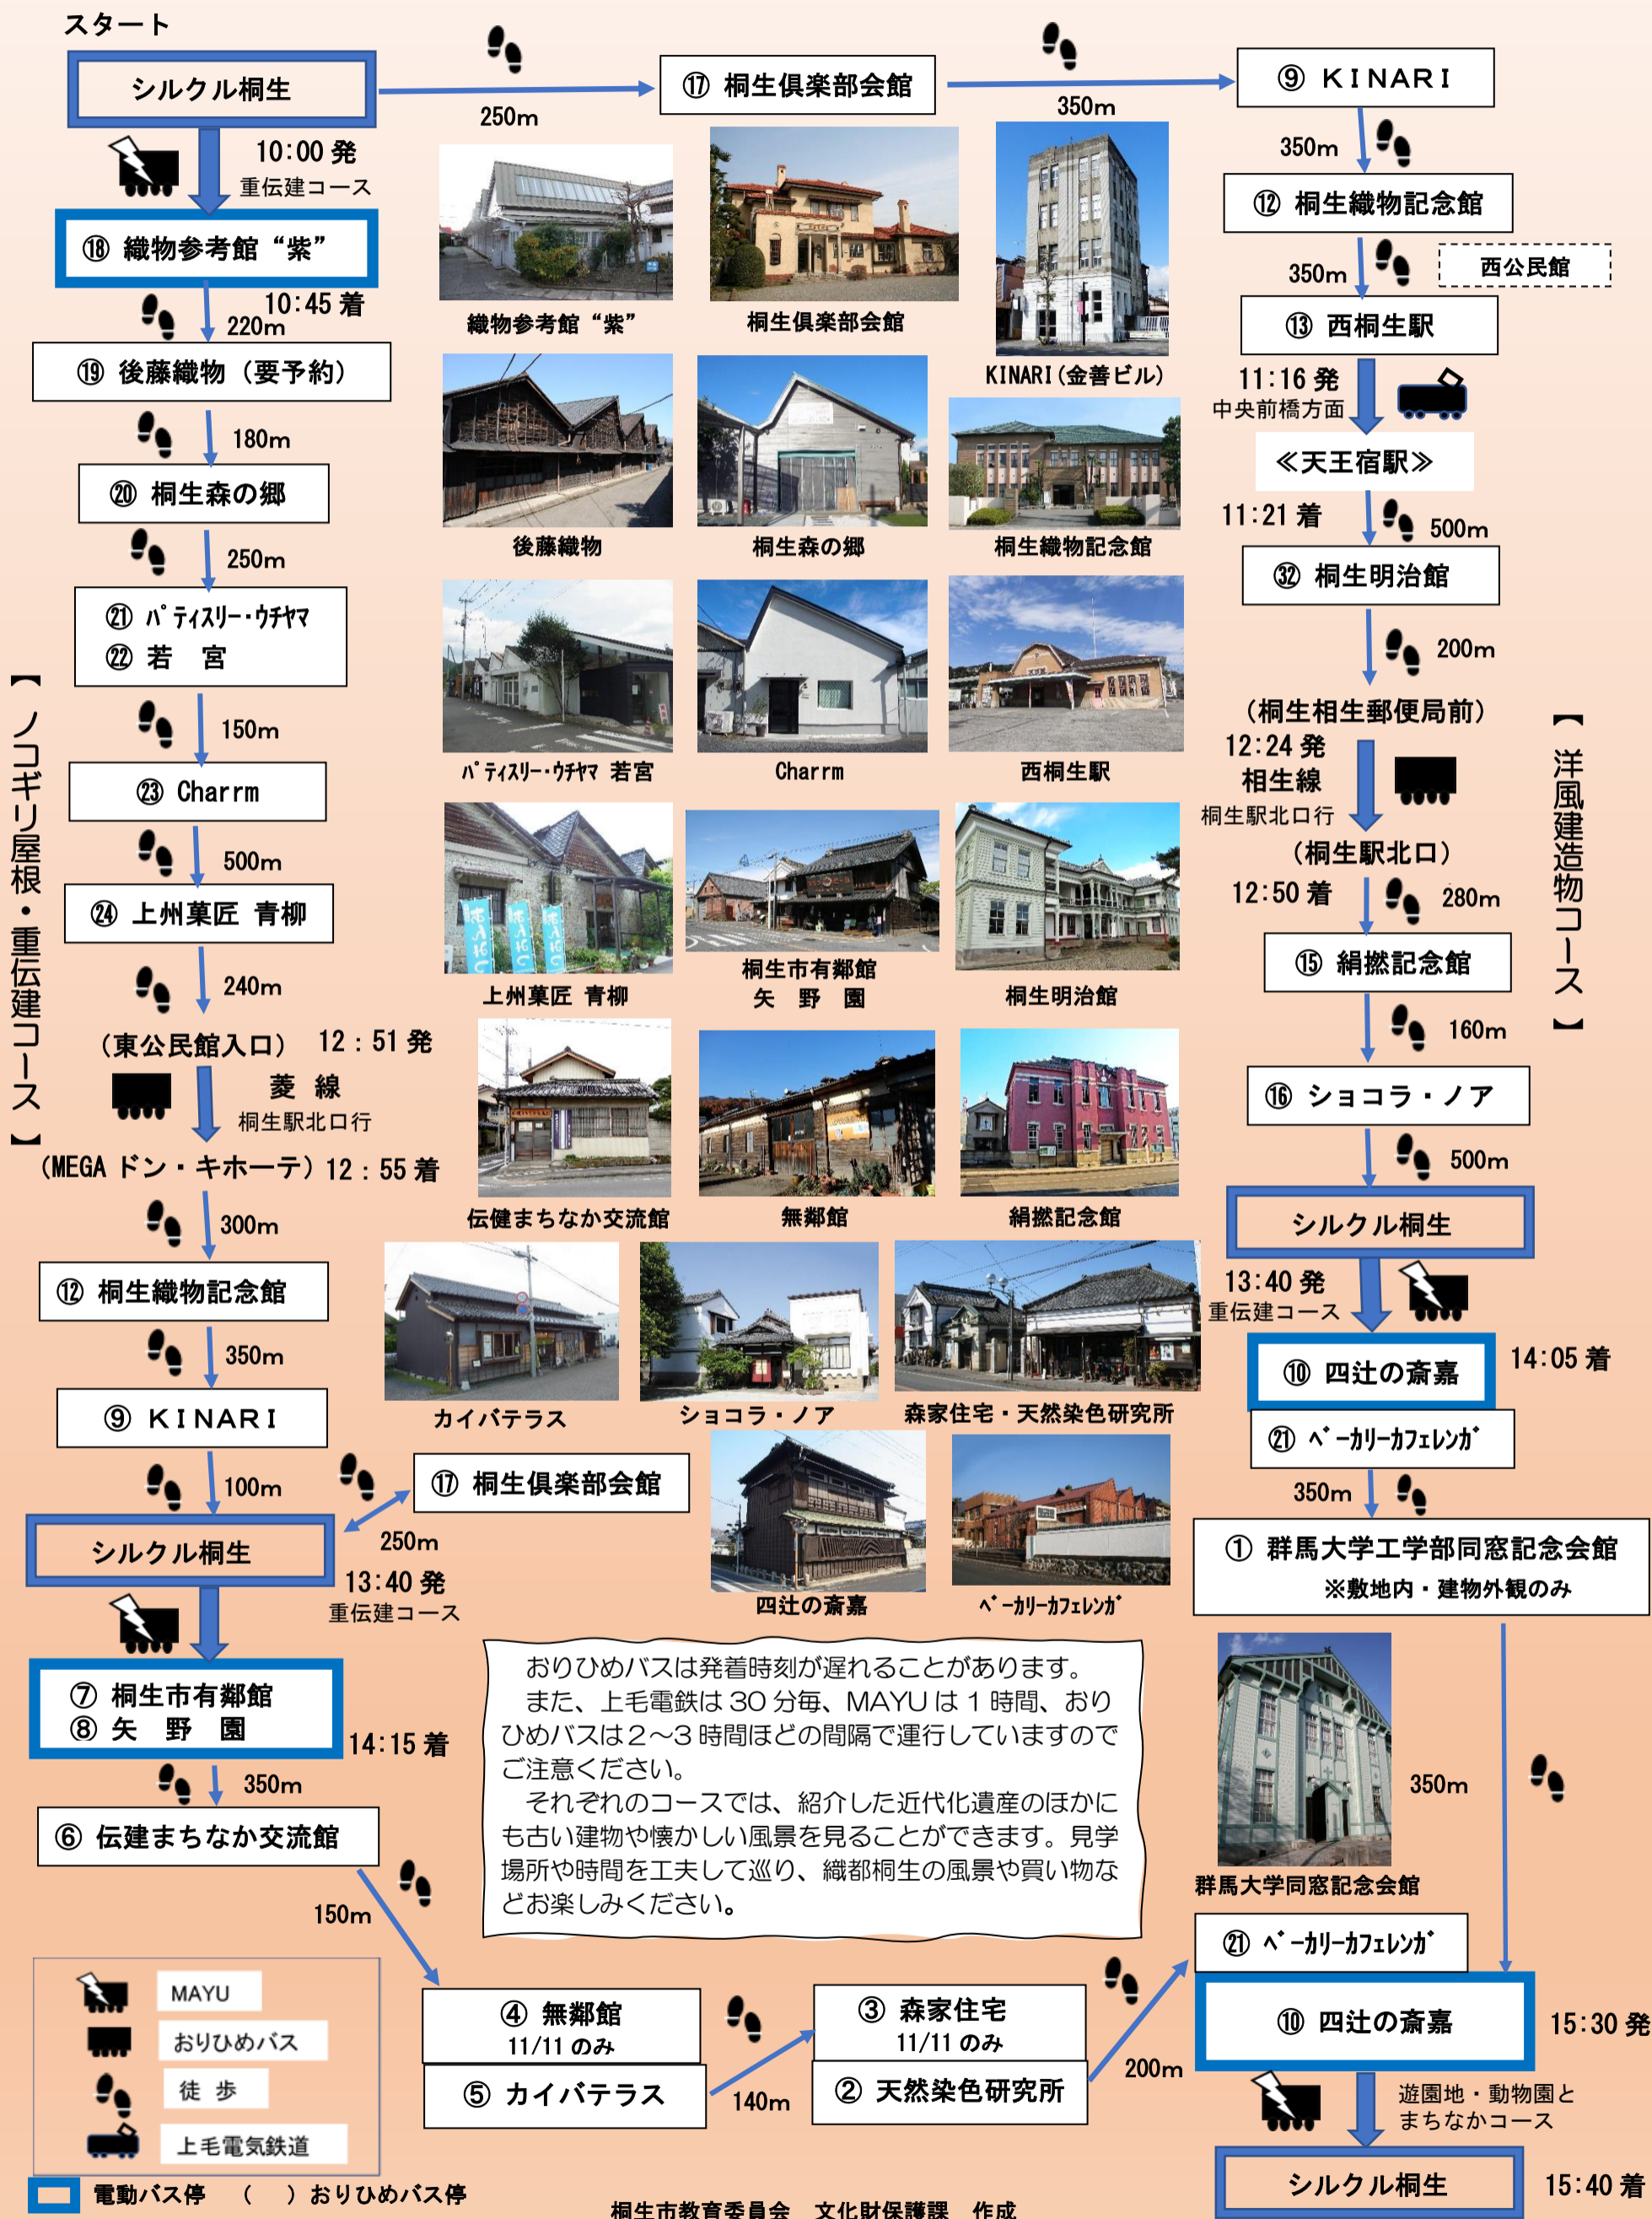 スタート
シルクル桐生
10:00 発
重伝建コース
⑱ 織物参考館 “紫”
10:45 着
220m
⑲ 後藤織物（要予約）
180m
⑳ 桐生森の郷
250m
㉑ パティスリー・ウチヤマ
㉒ 若 宮
150m
㉓ Charrm
500m
㉔ 上州菓匠 青柳
240m
（東公民館入口） 12：51 発
菱 線
桐生駅北口行
（MEGA ドン・キホーテ）12：55 着
300m
⑫ 桐生織物記念館
350m
⑨ ＫＩＮＡＲＩ
100m
シルクル桐生
250m
⑰ 桐生倶楽部会館
13:40 発
重伝建コース
⑦ 桐生市有鄰館
⑧ 矢 野 園
14:15 着
350m
⑥ 伝建まちなか交流館
150m
④ 無鄰館
11/11 のみ
⑤ カイバテラス
140m
③ 森家住宅
11/11 のみ
② 天然染色研究所
200m
【 ノコギリ屋根・重伝建コース 】
250m
⑰ 桐生倶楽部会館
350m
⑨ ＫＩＮＡＲＩ
350m
⑫ 桐生織物記念館
350m
西公民館
⑬ 西桐生駅
11:16 発
中央前橋方面
≪天王宿駅≫
11:21 着
500m
㉜ 桐生明治館
200m
（桐生相生郵便局前）
12:24 発
相生線
桐生駅北口行
（桐生駅北口）
12:50 着
280m
⑮ 絹撚記念館
160m
⑯ ショコラ・ノア
500m
シルクル桐生
13:40 発
重伝建コース
⑩ 四辻の斎嘉
14:05 着
㉑ ベーカリーカフェレンガ
350m
① 群馬大学工学部同窓記念会館
※敷地内・建物外観のみ
350m
群馬大学同窓記念会館
㉑ ベーカリーカフェレンガ
⑩ 四辻の斎嘉
15:30 発
遊園地・動物園と
まちなかコース
シルクル桐生
15:40 着
【 洋風建造物コース 】
織物参考館 “紫”
桐生倶楽部会館
KINARI(金善ビル)
後藤織物
桐生森の郷
桐生織物記念館
パティスリー・ウチヤマ 若宮
Charrm
西桐生駅
あんみつ
あんみつ
あんみつ
上州菓匠 青柳
桐生市有鄰館
矢 野 園
桐生明治館
伝健まちなか交流館
無鄰館
絹撚記念館
カイバテラス
ショコラ・ノア
森家住宅・天然染色研究所
四辻の斎嘉
ベーカリーカフェレンガ
おりひめバスは発着時刻が遅れることがあります。
また、上毛電鉄は 30 分毎、MAYU は 1 時間、おり
ひめバスは２～３時間ほどの間隔で運行していますので
ご注意ください。
それぞれのコースでは、紹介した近代化遺産のほかに
も古い建物や懐かしい風景を見ることができます。見学
場所や時間を工夫して巡り、織都桐生の風景や買い物な
どお楽しみください。
MAYU
おりひめバス
徒 歩
上毛電気鉄道
電動バス停 （ ）おりひめバス停
桐生市教育委員会 文化財保護課 作成